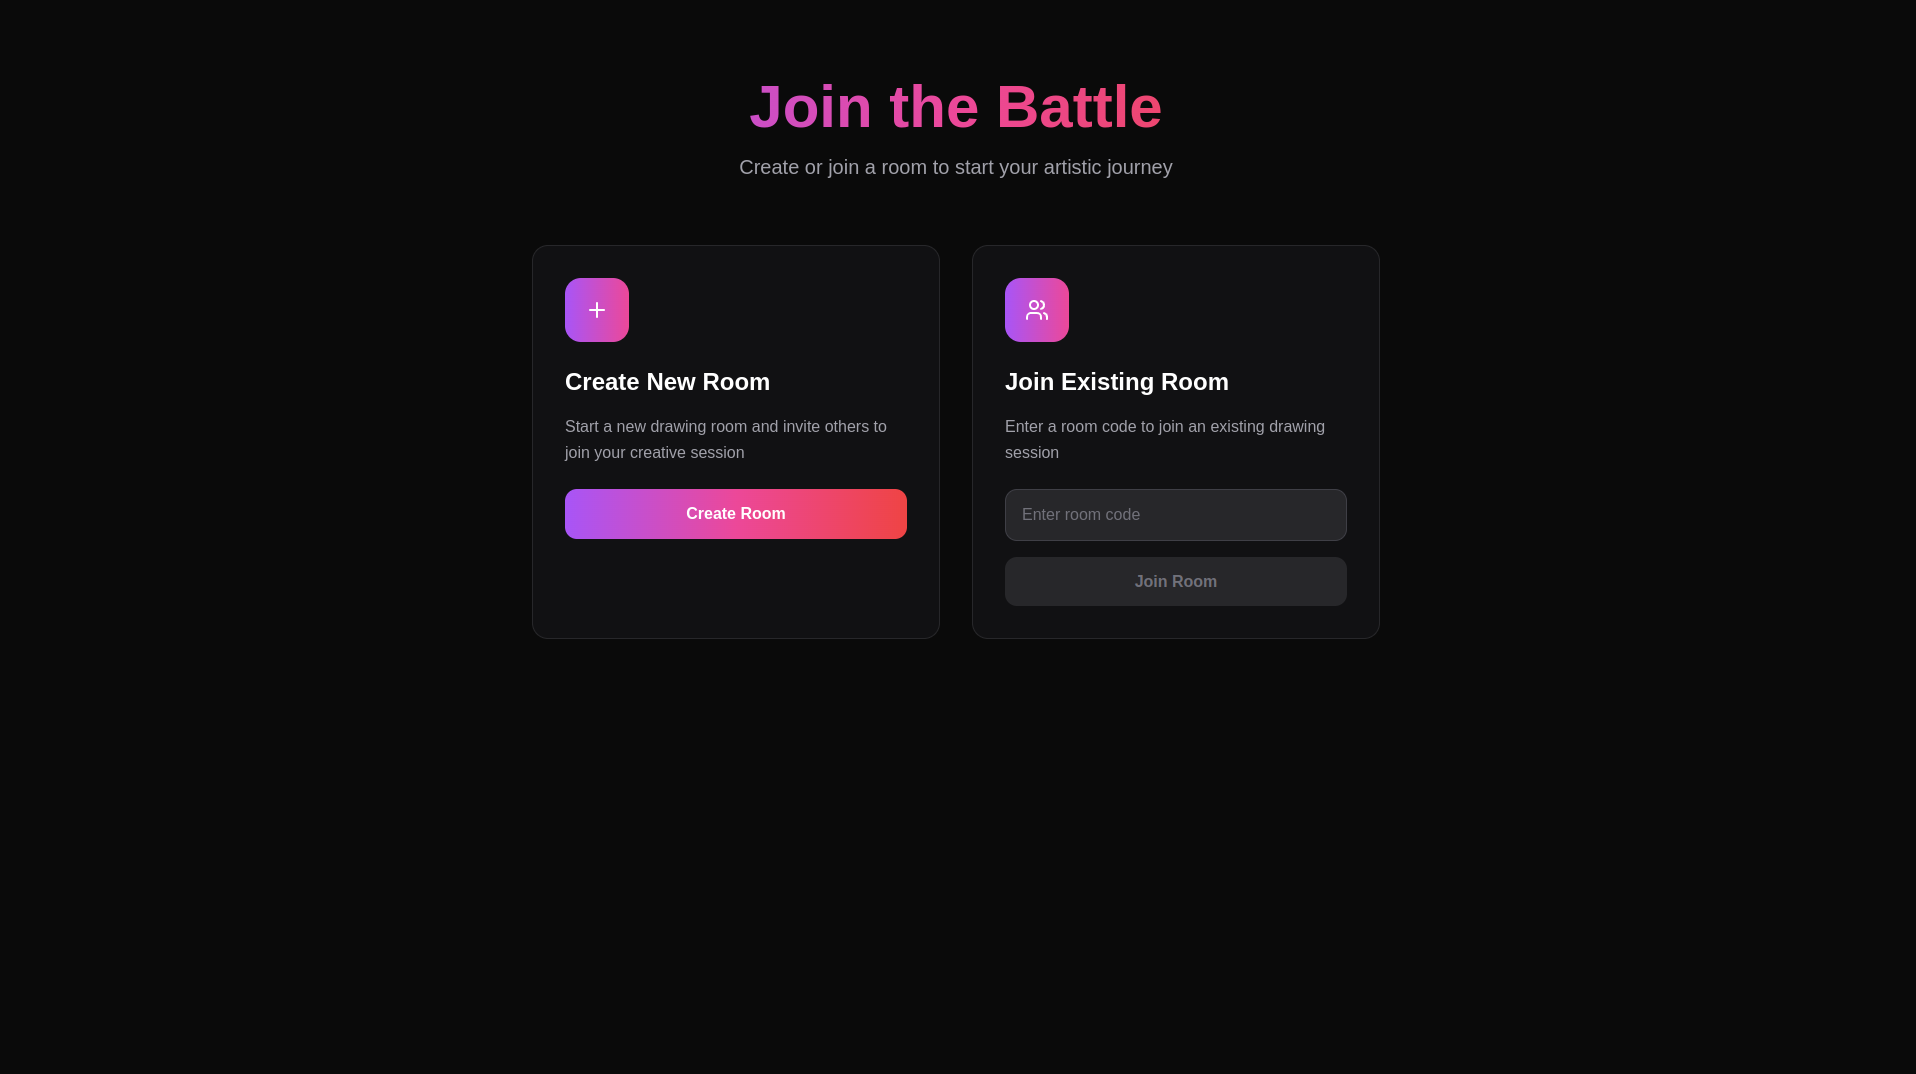 Join the Battle
Create or join a room to start your artistic journey
Create New Room
Start a new drawing room and invite others to
join your creative session
Create Room
Join Existing Room
Enter a room code to join an existing drawing
session
Enter room code
Join Room